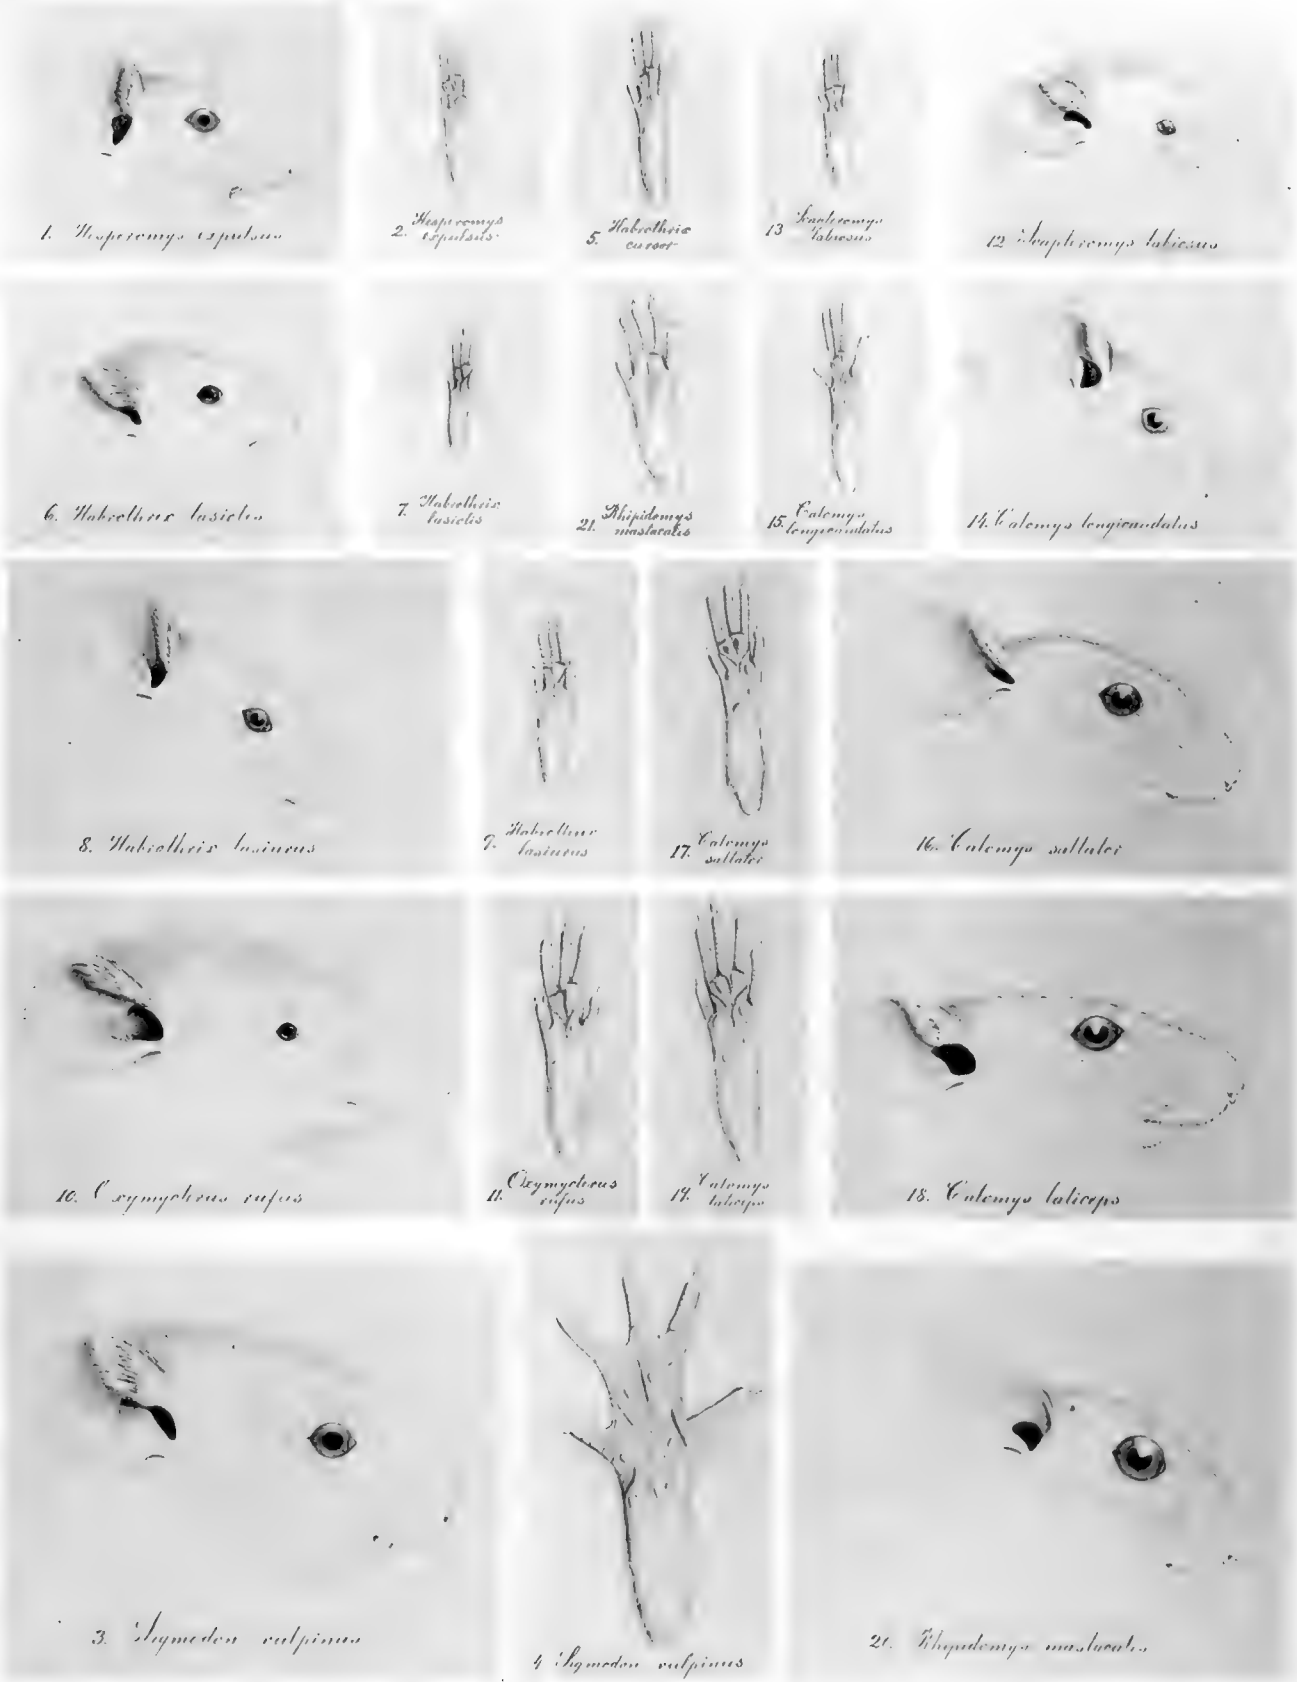 1. Hesperomys expulsus
2. Hesperomys
expulsus
5. Habrothrix
cursor
13 Scapteromys
labiosus
12 Scapteromys labiosus
6. Habrothrix lasiotis
7. Habrothrix
lasiotis
21. Rhipidomys
mastacalis
15. Calomys
longicaudatus
14. Calomys longicaudatus
8. Habrothrix lasiurus
9. Habrothrix
lasiurus
17. Calomys
saltator
16. Calomys saltator
10. Oxymycterus rufus
11. Oxymycterus
rufus
19. Calomys
laticeps
18. Calomys laticeps
3. Sigmodon vulpinus
4 Sigmodon vulpinus
20. Rhipidomys mastacalis